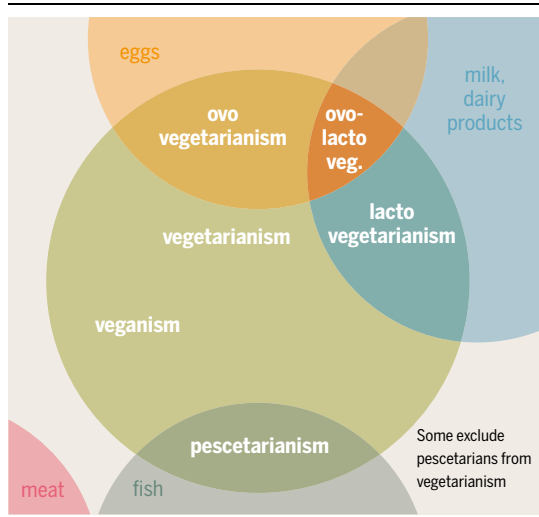 eggs
milk,
dairy
products
ovo
vegetarianism
ovo-
lacto
veg.
lacto
vegetarianism
vegetarianism
veganism
pescetarianism
Some exclude
pescetarians from
vegetarianism
meat
fish